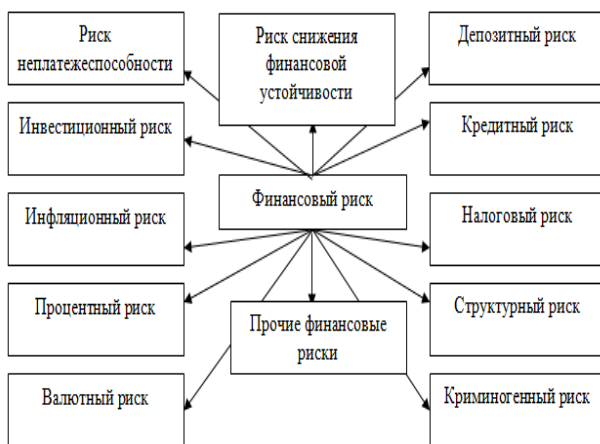 Риск
неплатежеспособности
Риск снижения
финансовой
устойчивости
Депозитный риск
Инвестиционный риск
Кредитный риск
Финансовый риск
Инфляционный риск
Налоговый риск
Процентный риск
Прочие финансовые
риски
Структурный риск
Валютный риск
Криминогенный риск